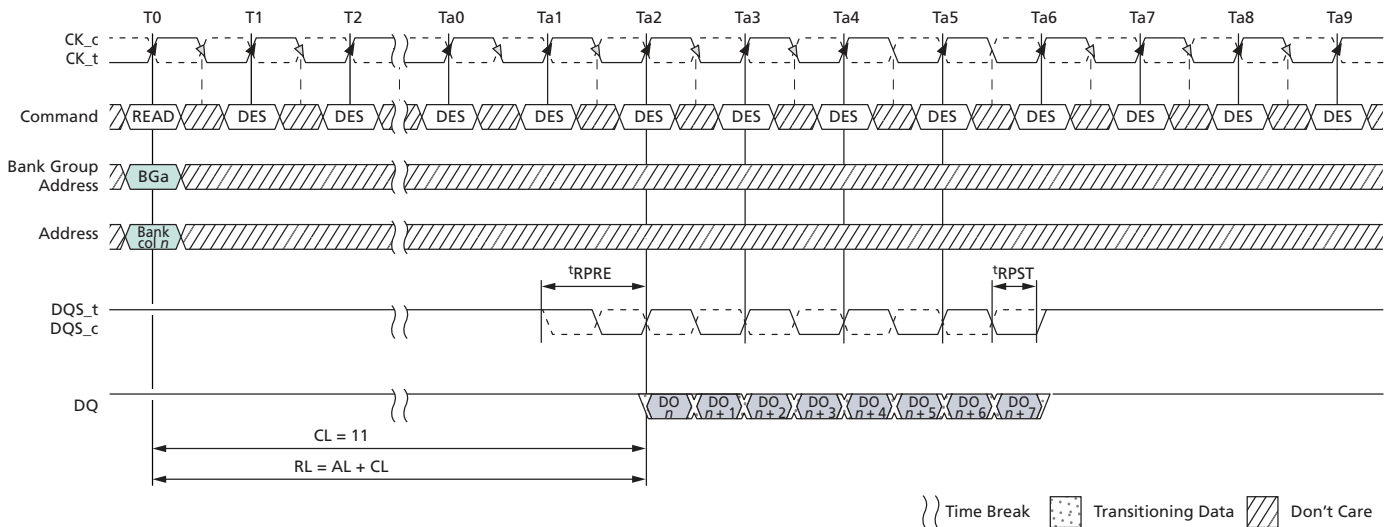 T0 T1 T2 Ta0 Ta1 Ta2 Ta3 Ta4 Ta5 Ta6 Ta7 Ta8 Ta9
CK_c
CK_t
Command READ DES DES DES DES DES DES DES DES DES DES DES DES
Bank Group
Address
BGa
Address
Bank
col n
tRPRE tRPST
DQS_t
DQS_c
DQ
DO n DO n + 1 DO n + 2 DO n + 3 DO n + 4 DO n + 5 DO n + 6 DO n + 7
CL = 11
RL = AL + CL
Time Break Transitioning Data Don't Care